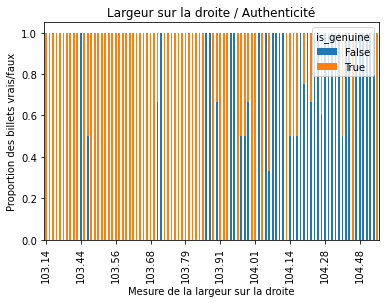 Largeur sur la droite / Authenticité
Proportion des billets vrais/faux
1.0
0.8
0.6
0.4
0.2
0.0
is_genuine
False
True
103.14
103.44
103.56
103.68
103.79
103.91
104.01
104.14
104.28
104.48
Mesure de la largeur sur la droite